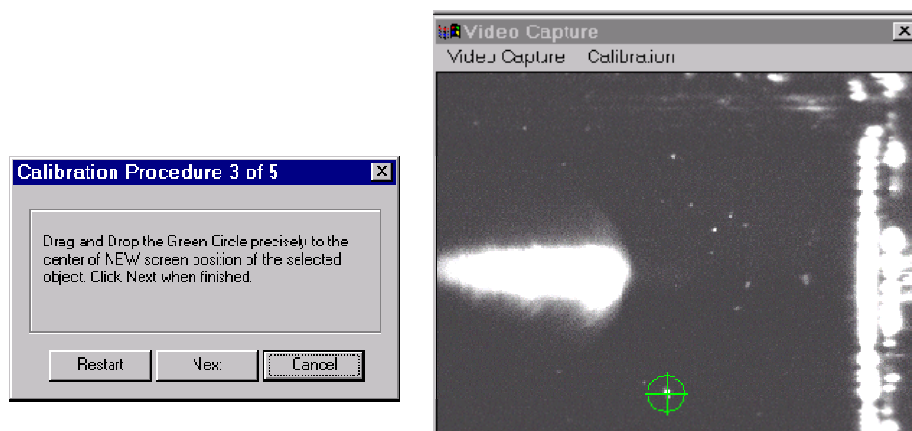 Video Capture
Video Capture Calibration
Calibration Procedure 3 of 5
Drag and Drop the Green Circle precisely to the
center of NEW screen position of the selected
object. Click Next when finished.
Restart Next Cancel